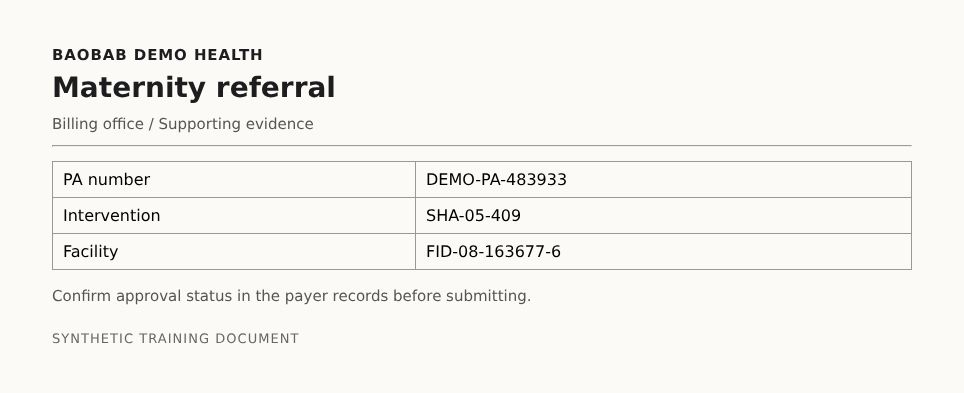 BAOBAB DEMO HEALTH
Maternity referral
Billing office / Supporting evidence
PA number DEMO-PA-483933
Intervention SHA-05-409
Facility FID-08-163677-6
Confirm approval status in the payer records before submitting.
SYNTHETIC TRAINING DOCUMENT